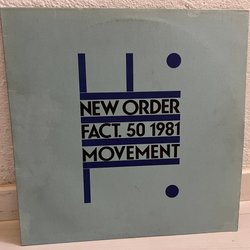 NEW ORDER
FACT. 50 1981
MOVEMENT